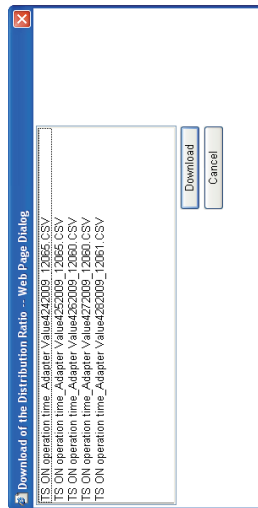 Download of the Distribution Ratio -- Web Page Dialog
TS ON operation time_Adapter Value4242009_12065.CSV
TS ON operation time_Adapter Value4252009_12065.CSV
TS ON operation time_Adapter Value4262009_12060.CSV
TS ON operation time_Adapter Value4272009_12060.CSV
TS ON operation time_Adapter Value4282009_12061.CSV
Download
Cancel